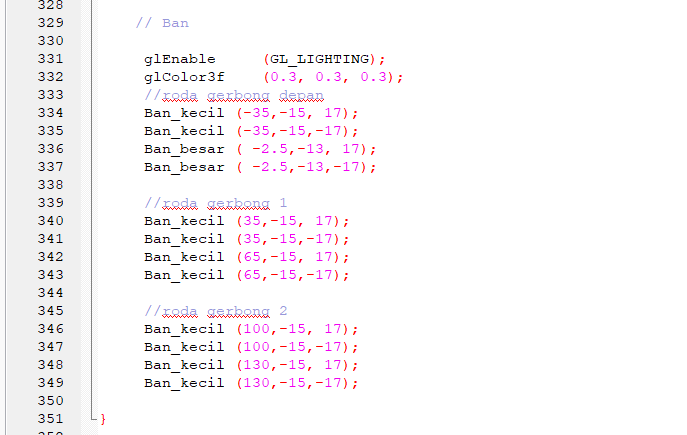 328
329 // Ban
330
331 glEnable (GL_LIGHTING);
332 glColor3f (0.3, 0.3, 0.3);
333 //roda gerbong depan
334 Ban_kecil (-35,-15, 17);
335 Ban_kecil (-35,-15,-17);
336 Ban_besar ( -2.5,-13, 17);
337 Ban_besar ( -2.5,-13,-17);
338
339 //roda gerbong 1
340 Ban_kecil (35,-15, 17);
341 Ban_kecil (35,-15,-17);
342 Ban_kecil (65,-15, 17);
343 Ban_kecil (65,-15,-17);
344
345 //roda gerbong 2
346 Ban_kecil (100,-15, 17);
347 Ban_kecil (100,-15,-17);
348 Ban_kecil (130,-15, 17);
349 Ban_kecil (130,-15,-17);
350
351 }